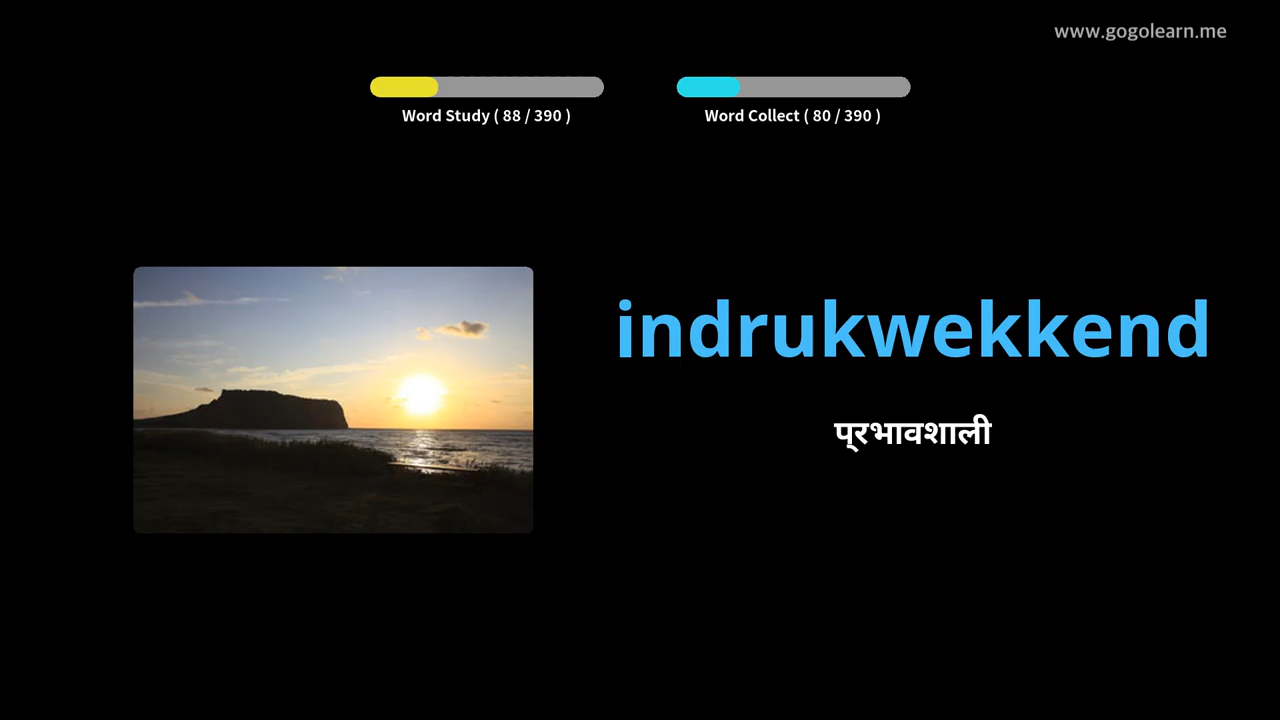 www.gogolearn.me
Word Study ( 88 / 390 )
Word Collect ( 80 / 390 )
indrukwekkend
प्रभावशाली